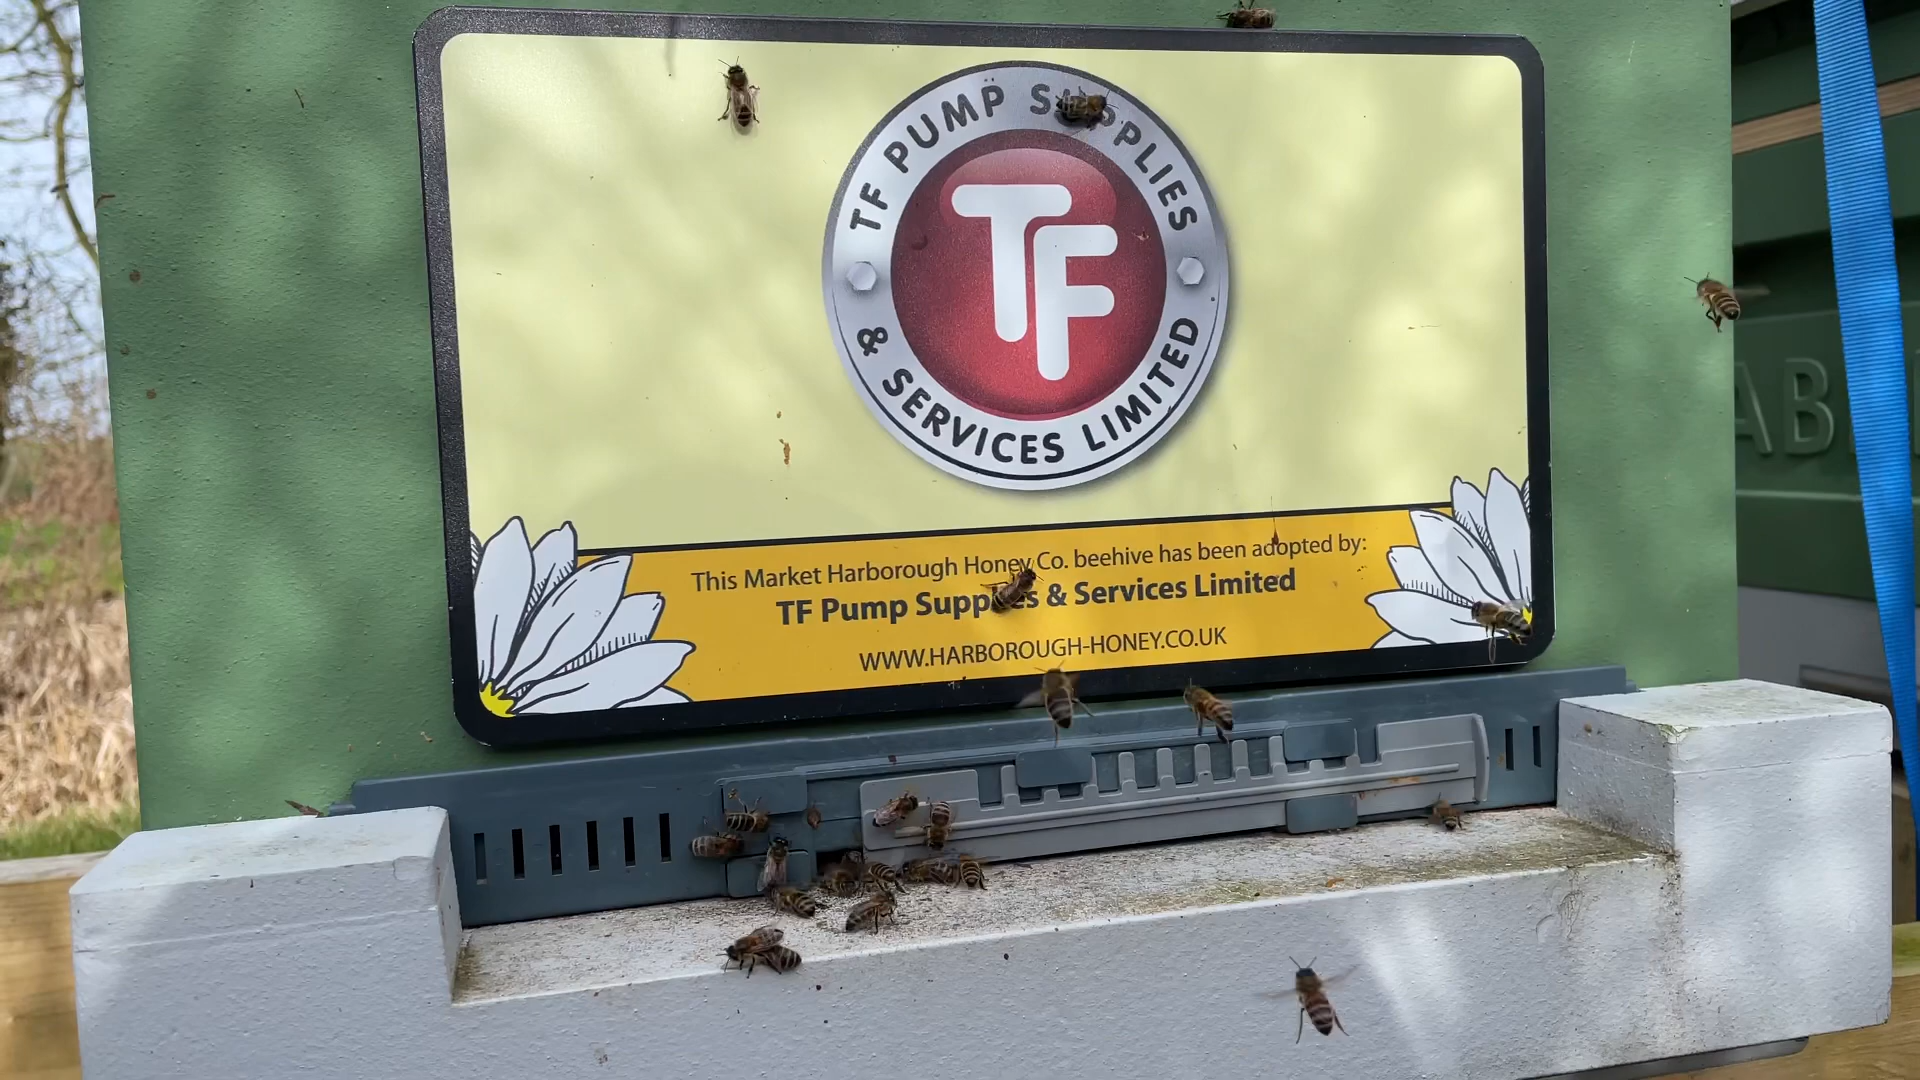 TF PUMP SUPPLIES
TF
& SERVICES LIMITED
This Market Harborough Honey Co. beehive has been adopted by:
TF Pump Supplies & Services Limited
WWW.HARBOROUGH-HONEY.CO.UK